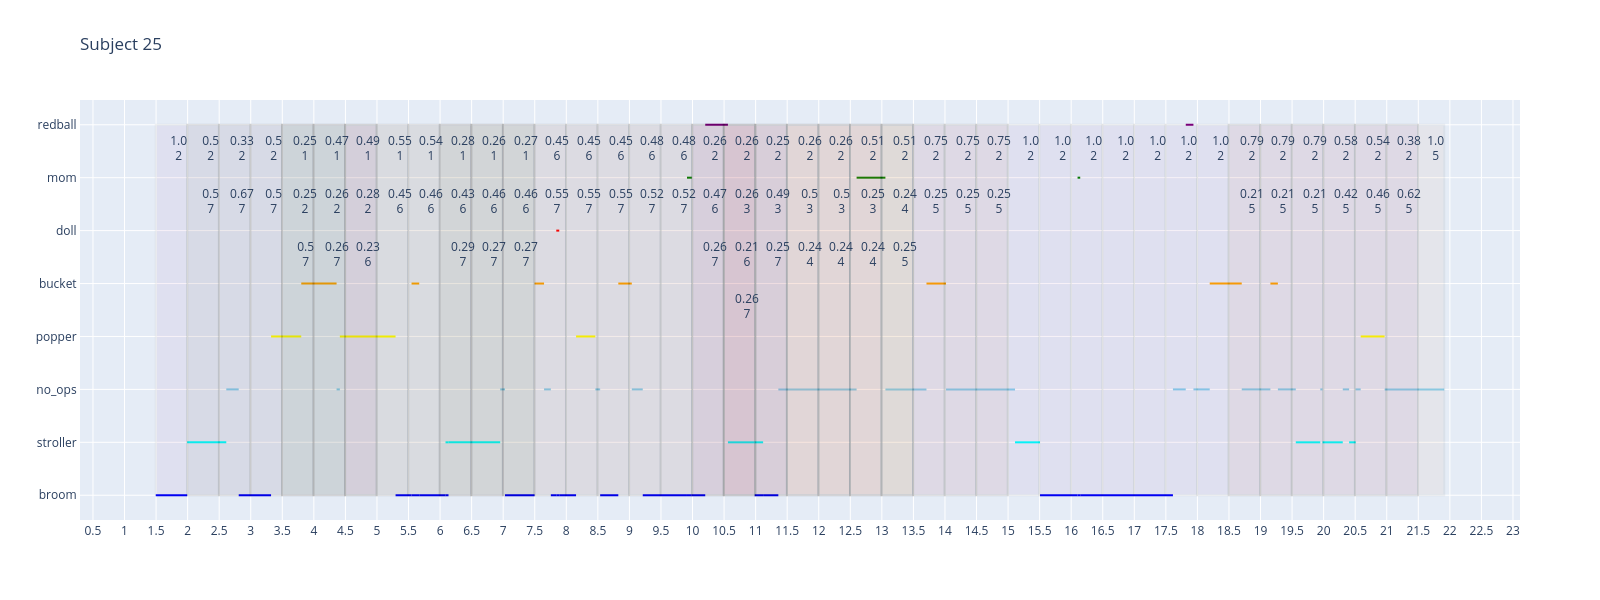 Subject 25
redball
1.0 0.5 0.33 0.5 0.25 0.47 0.49 0.55 0.54 0.28 0.26 0.27 0.45 0.45 0.45 0.48 0.48 0.26 0.26 0.25 0.26 0.26 0.51 0.51 0.75 0.75 0.75 1.0 1.0 1.0 1.0 1.0 1.0 1.0 0.79 0.79 0.79 0.58 0.54 0.38 1.0
2 2 2 2 1 1 1 1 1 1 1 1 6 6 6 6 6 2 2 2 2 2 2 2 2 2 2 2 2 2 2 2 2 2 2 2 2 2 2 2 5
mom
0.5 0.67 0.5 0.25 0.26 0.28 0.45 0.46 0.43 0.46 0.46 0.55 0.55 0.55 0.52 0.52 0.47 0.26 0.49 0.5 0.5 0.25 0.24 0.25 0.25 0.25 0.21 0.21 0.21 0.42 0.46 0.62
7 7 7 2 2 2 6 6 6 6 6 7 7 7 7 7 6 3 3 3 3 3 4 5 5 5 5 5 5 5 5 5
doll
0.5 0.26 0.23 0.29 0.27 0.27 0.26 0.21 0.25 0.24 0.24 0.24 0.25
7 7 6 7 7 7 7 6 7 4 4 4 5
bucket
0.26
7
popper
no_ops
stroller
broom
0.5 1 1.5 2 2.5 3 3.5 4 4.5 5 5.5 6 6.5 7 7.5 8 8.5 9 9.5 10 10.5 11 11.5 12 12.5 13 13.5 14 14.5 15 15.5 16 16.5 17 17.5 18 18.5 19 19.5 20 20.5 21 21.5 22 22.5 23